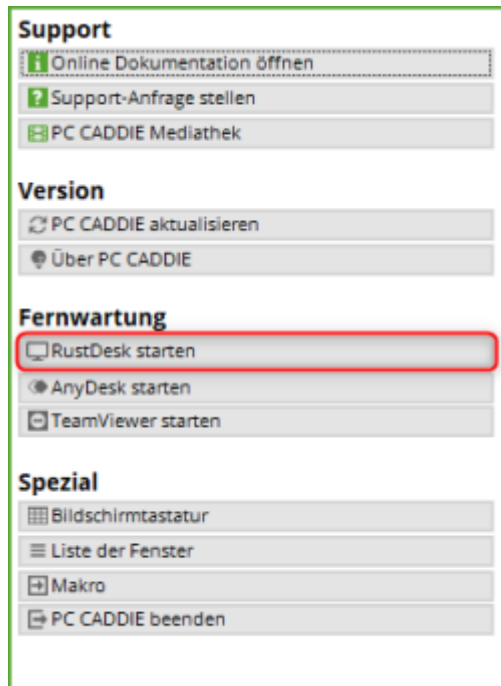 Support
Online Dokumentation öffnen
Support-Anfrage stellen
PC CADDIE Mediathek
Version
PC CADDIE aktualisieren
Über PC CADDIE
Fernwartung
RustDesk starten
AnyDesk starten
TeamViewer starten
Spezial
Bildschirmtastatur
Liste der Fenster
Makro
PC CADDIE beenden